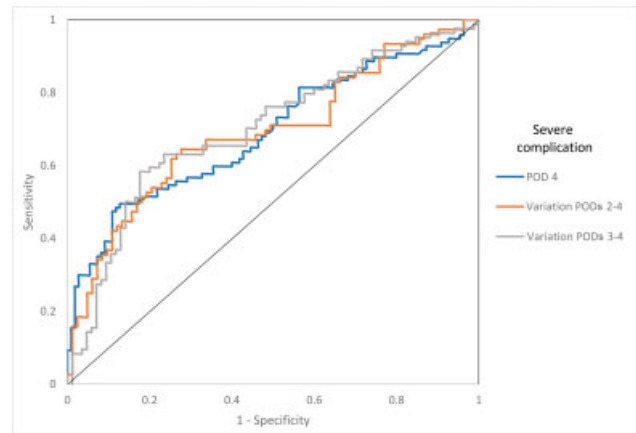 1
0.8
0.6
0.4
0.2
0
Sensitivity
0
0.2
0.4
0.6
0.8
1
1 - Specificity
Severe
complication
POD 4
Variation PODs 2-4
Variation PODs 3-4